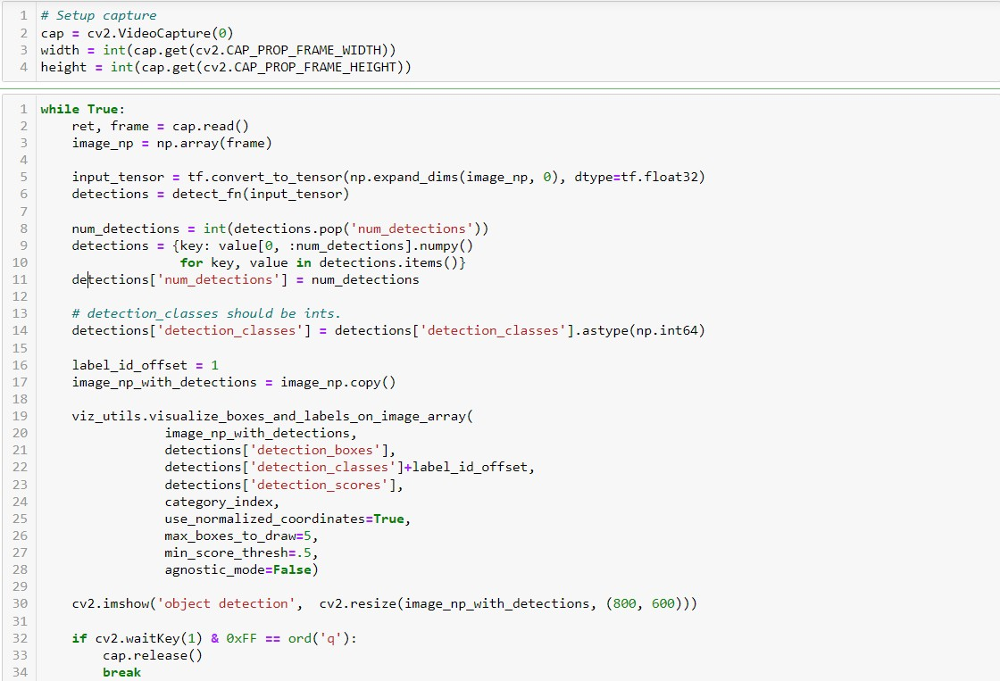 1 # Setup capture
2 cap = cv2.VideoCapture(0)
3 width = int(cap.get(cv2.CAP_PROP_FRAME_WIDTH))
4 height = int(cap.get(cv2.CAP_PROP_FRAME_HEIGHT))
1 while True:
2     ret, frame = cap.read()
3     image_np = np.array(frame)
4
5     input_tensor = tf.convert_to_tensor(np.expand_dims(image_np, 0), dtype=tf.float32)
6     detections = detect_fn(input_tensor)
7
8     num_detections = int(detections.pop('num_detections'))
9     detections = {key: value[0, :num_detections].numpy()
10                   for key, value in detections.items()}
11     detections['num_detections'] = num_detections
12
13     # detection_classes should be ints.
14     detections['detection_classes'] = detections['detection_classes'].astype(np.int64)
15
16     label_id_offset = 1
17     image_np_with_detections = image_np.copy()
18
19     viz_utils.visualize_boxes_and_labels_on_image_array(
20                 image_np_with_detections,
21                 detections['detection_boxes'],
22                 detections['detection_classes']+label_id_offset,
23                 detections['detection_scores'],
24                 category_index,
25                 use_normalized_coordinates=True,
26                 max_boxes_to_draw=5,
27                 min_score_thresh=.5,
28                 agnostic_mode=False)
29
30     cv2.imshow('object detection',  cv2.resize(image_np_with_detections, (800, 600)))
31
32     if cv2.waitKey(1) & 0xFF == ord('q'):
33         cap.release()
34         break